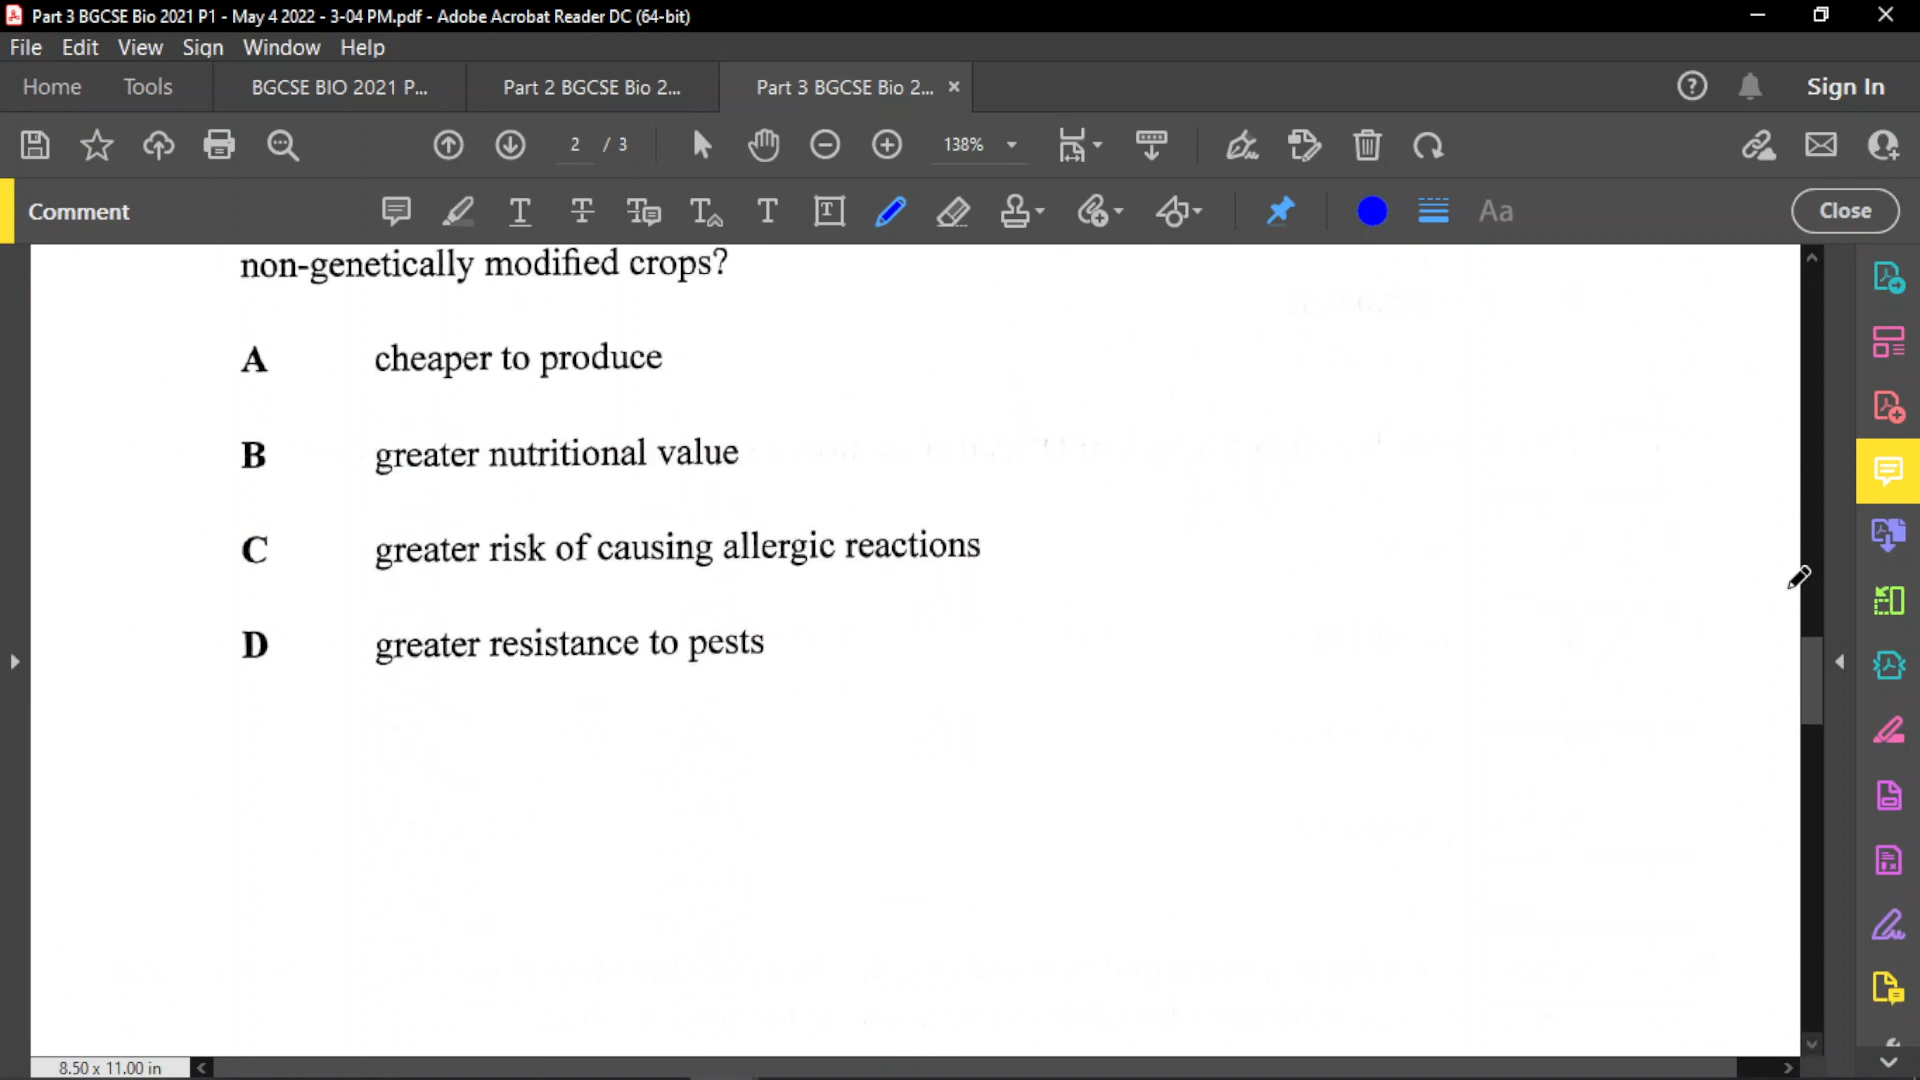 Part 3 BGCSE Bio 2021 P1 - May 4 2022 - 3-04 PM.pdf - Adobe Acrobat Reader DC (64-bit)
File Edit View Sign Window Help
Home Tools BGCSE BIO 2021 P... Part 2 BGCSE Bio 2... Part 3 BGCSE Bio 2... Sign In
2 / 3 138%
Comment Aa Close
non-genetically modified crops?
A cheaper to produce
B greater nutritional value
C greater risk of causing allergic reactions
D greater resistance to pests
8.50 x 11.00 in